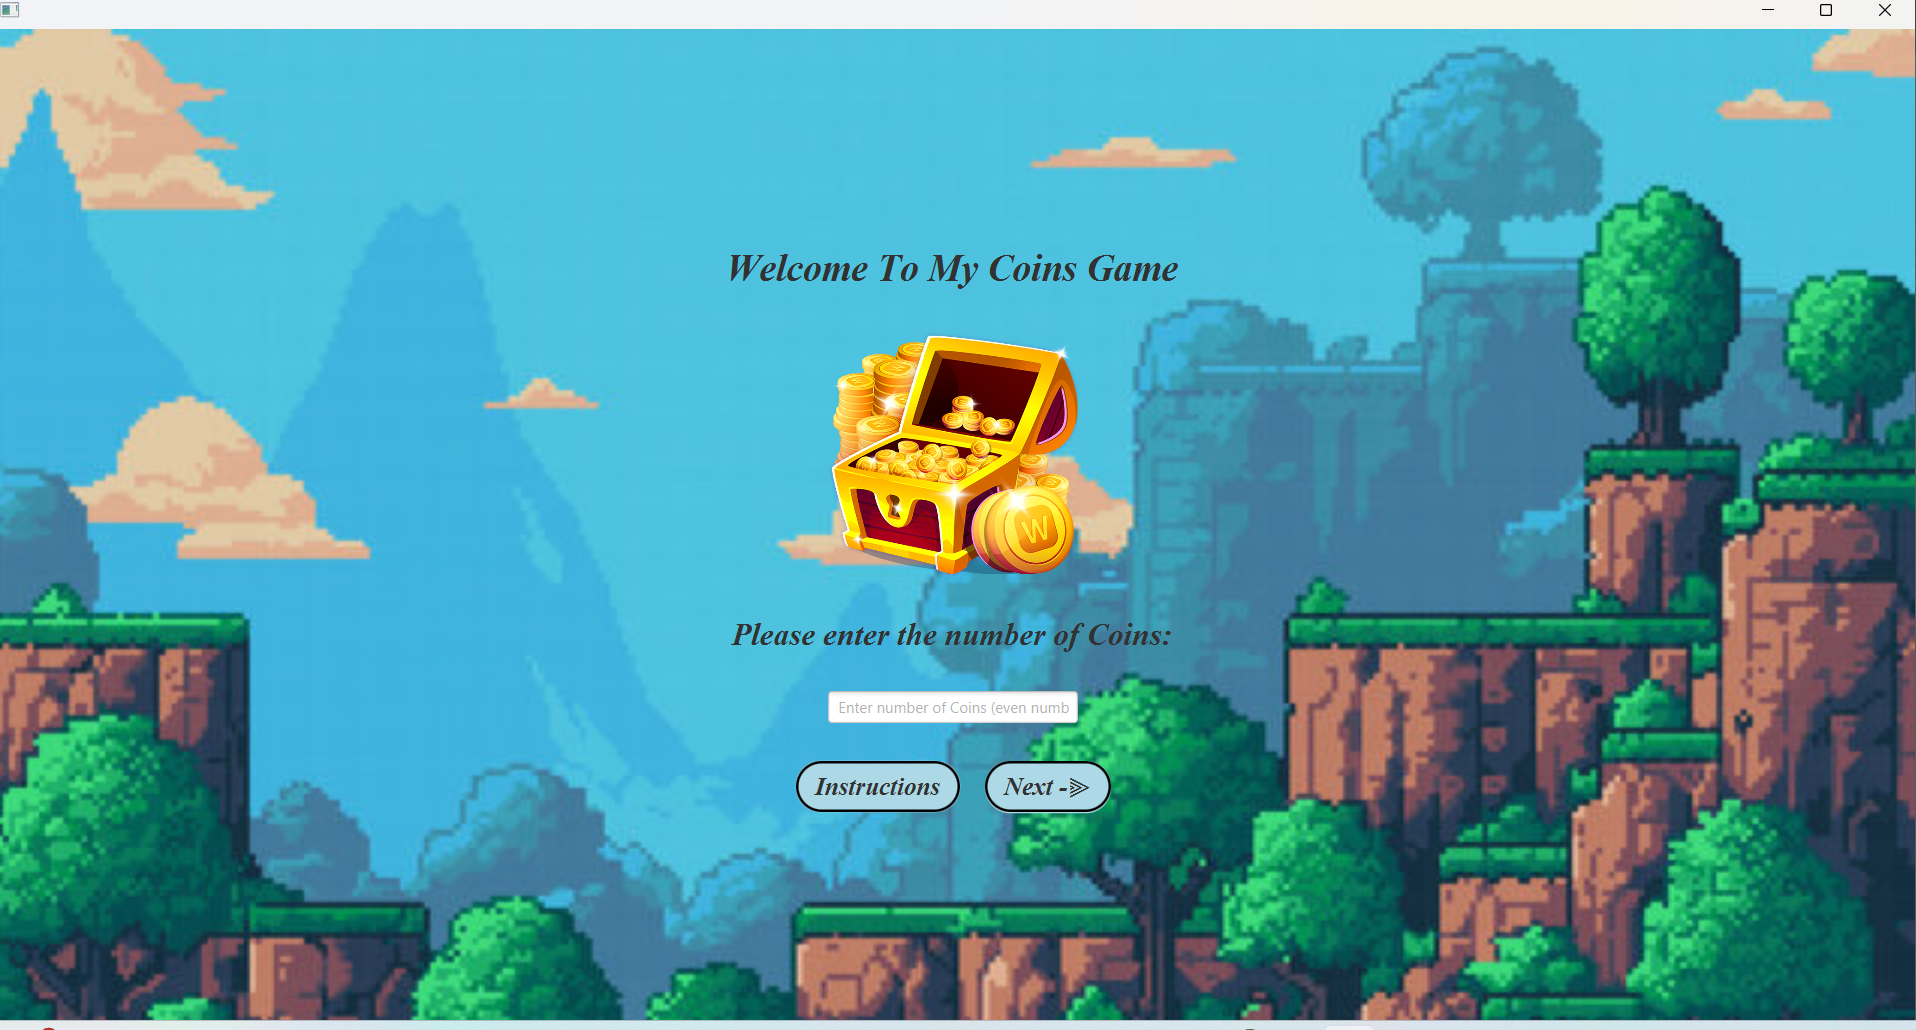 Welcome To My Coins Game
W
Please enter the number of Coins:
Enter number of Coins (even numb
Instructions
Next -⫸